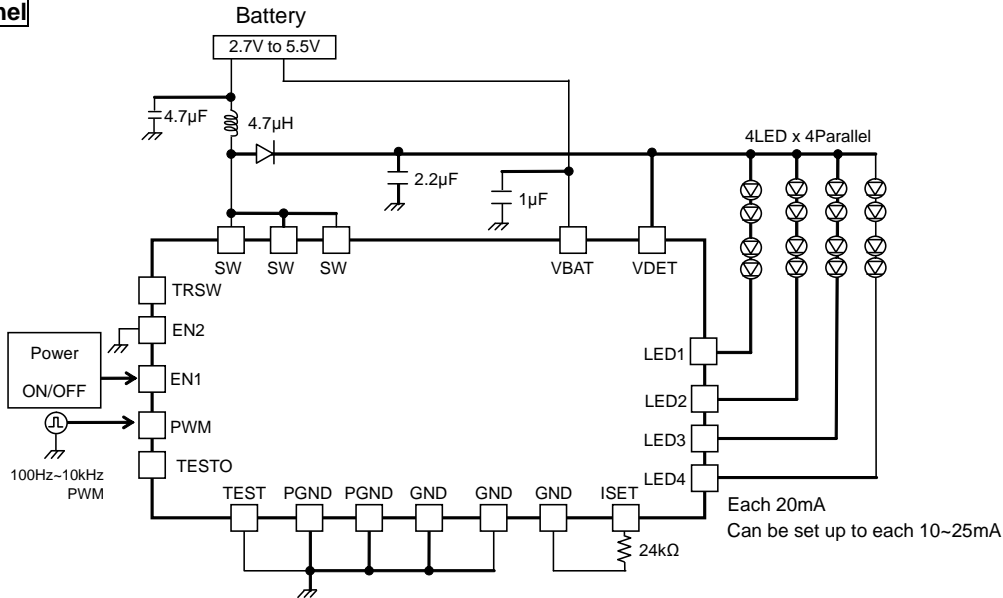 Battery
2.7V to 5.5V
4.7µF
4.7µH
4LED x 4Parallel
2.2µF
1µF
SW
SW
SW
VBAT
VDET
TRSW
EN2
Power
ON/OFF
EN1
PWM
100Hz~10kHz
PWM
TESTO
LED1
LED2
LED3
LED4
TEST
PGND
PGND
GND
GND
GND
ISET
Each 20mA
Can be set up to each 10~25mA
24kΩ